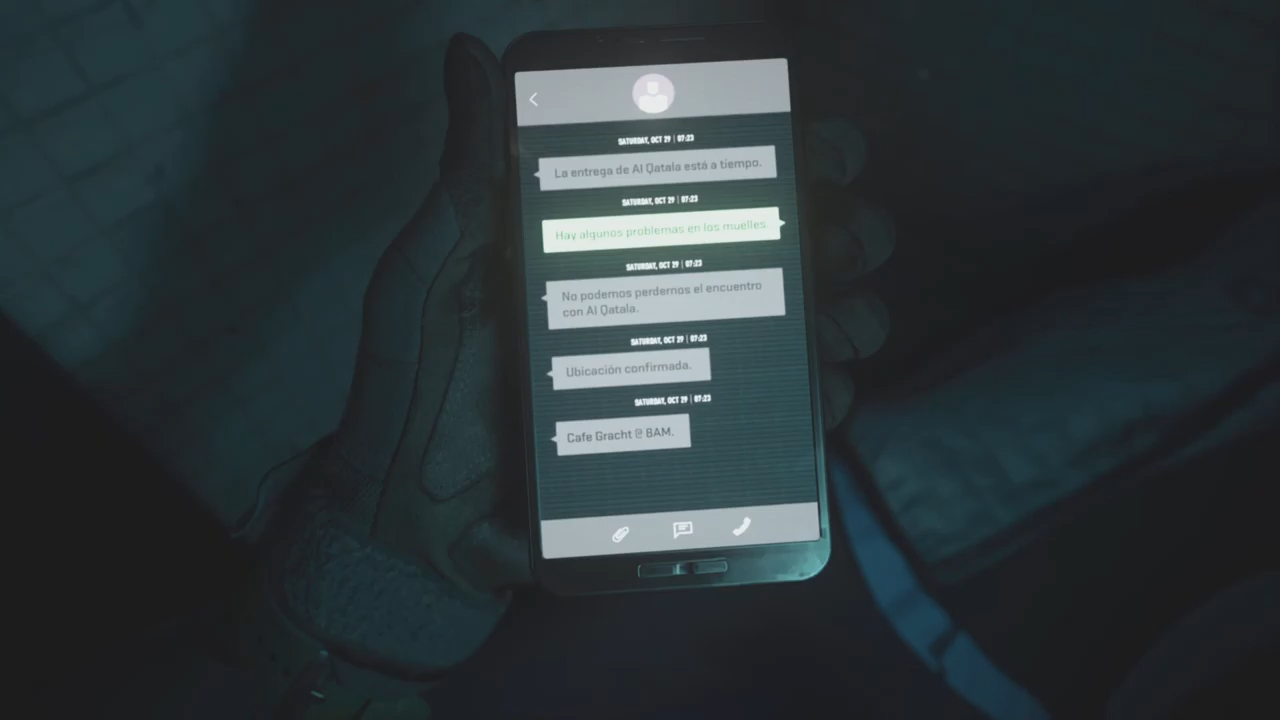 SATURDAY, OCT 29 | 07:23
La entrega de Al Qatala está a tiempo.
SATURDAY, OCT 29 | 07:23
Hay algunos problemas en los muelles
SATURDAY, OCT 29 | 07:23
No podemos perdernos el encuentro
con Al Qatala.
SATURDAY, OCT 29 | 07:23
Ubicación confirmada.
SATURDAY, OCT 29 | 07:23
Cafe Gracht @ 8AM.